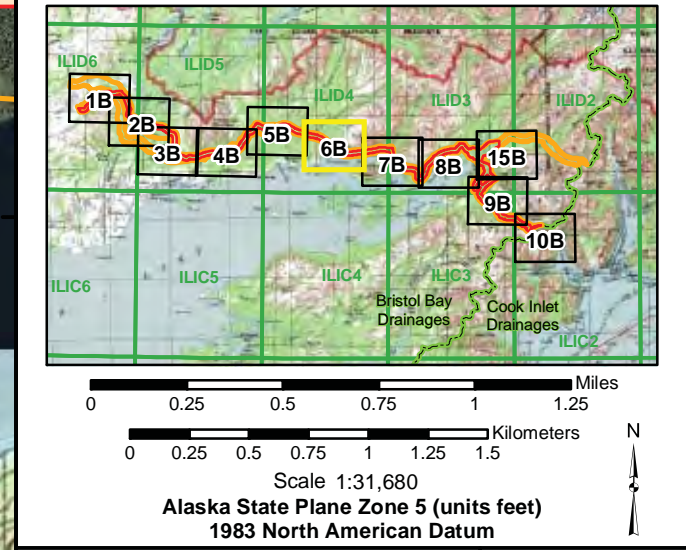 ILID6
ILID5
ILID4
ILID3
ILID2
1B
2B
3B
4B
5B
6B
7B
8B
15B
9B
10B
ILIC6
ILIC5
ILIC4
ILIC3
ILIC2
Bristol Bay
Drainages
Cook Inlet
Drainages
Miles
0 0.25 0.5 0.75 1 1.25
Kilometers
0 0.25 0.5 0.75 1 1.25 1.5
N
Scale 1:31,680
Alaska State Plane Zone 5 (units feet)
1983 North American Datum